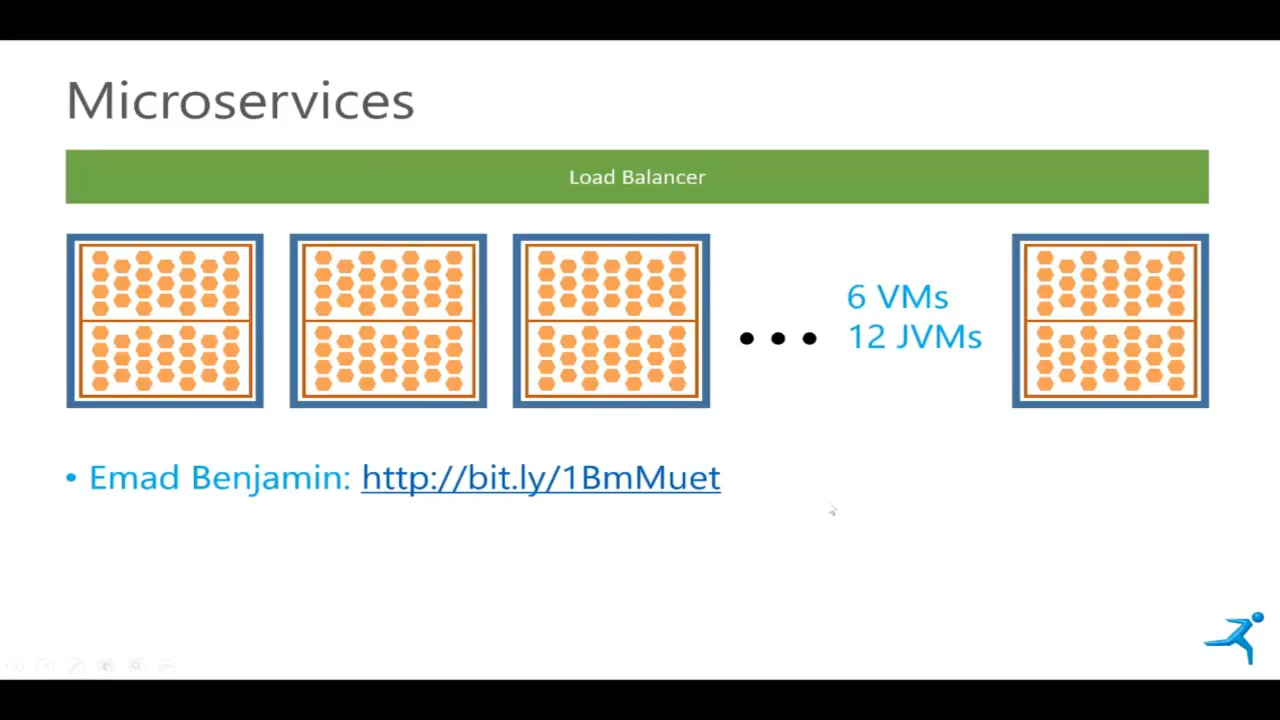 Microservices
Load Balancer
6 VMs
12 JVMs
• Emad Benjamin: http://bit.ly/1BmMuet